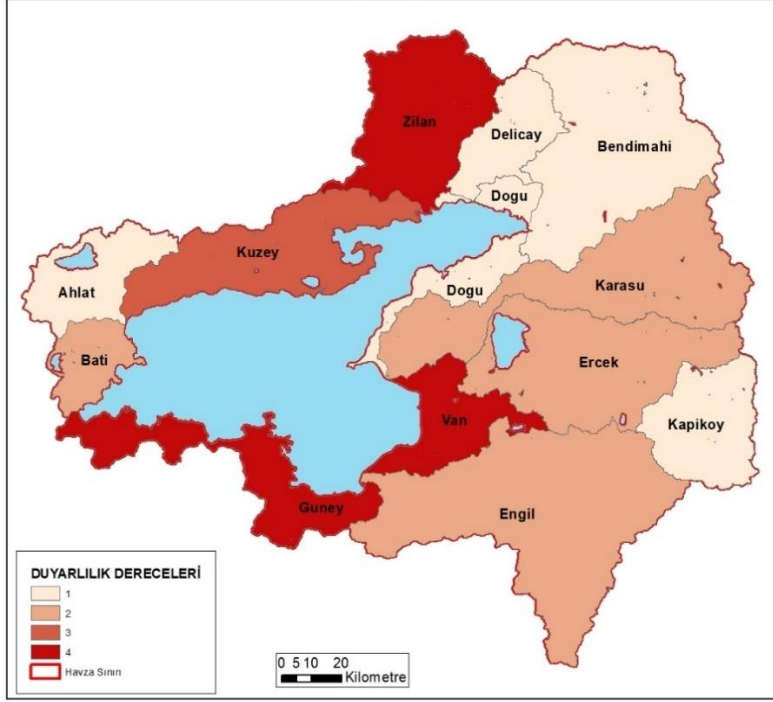 Zilan
Delicay
Bendimahi
Dogu
Kuzey
Ahlat
Dogu
Karasu
Bati
Ercek
Van
Kapikoy
Guney
Engil
DUYARLILIK DERECELERİ
1
2
3
4
Havza Sınırı
0 5 10 20
Kilometre